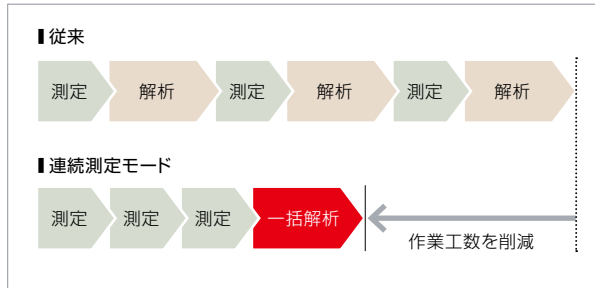 従来
測定 解析 測定 解析 測定 解析
連続測定モード
測定 測定 測定 一括解析
作業工数を削減